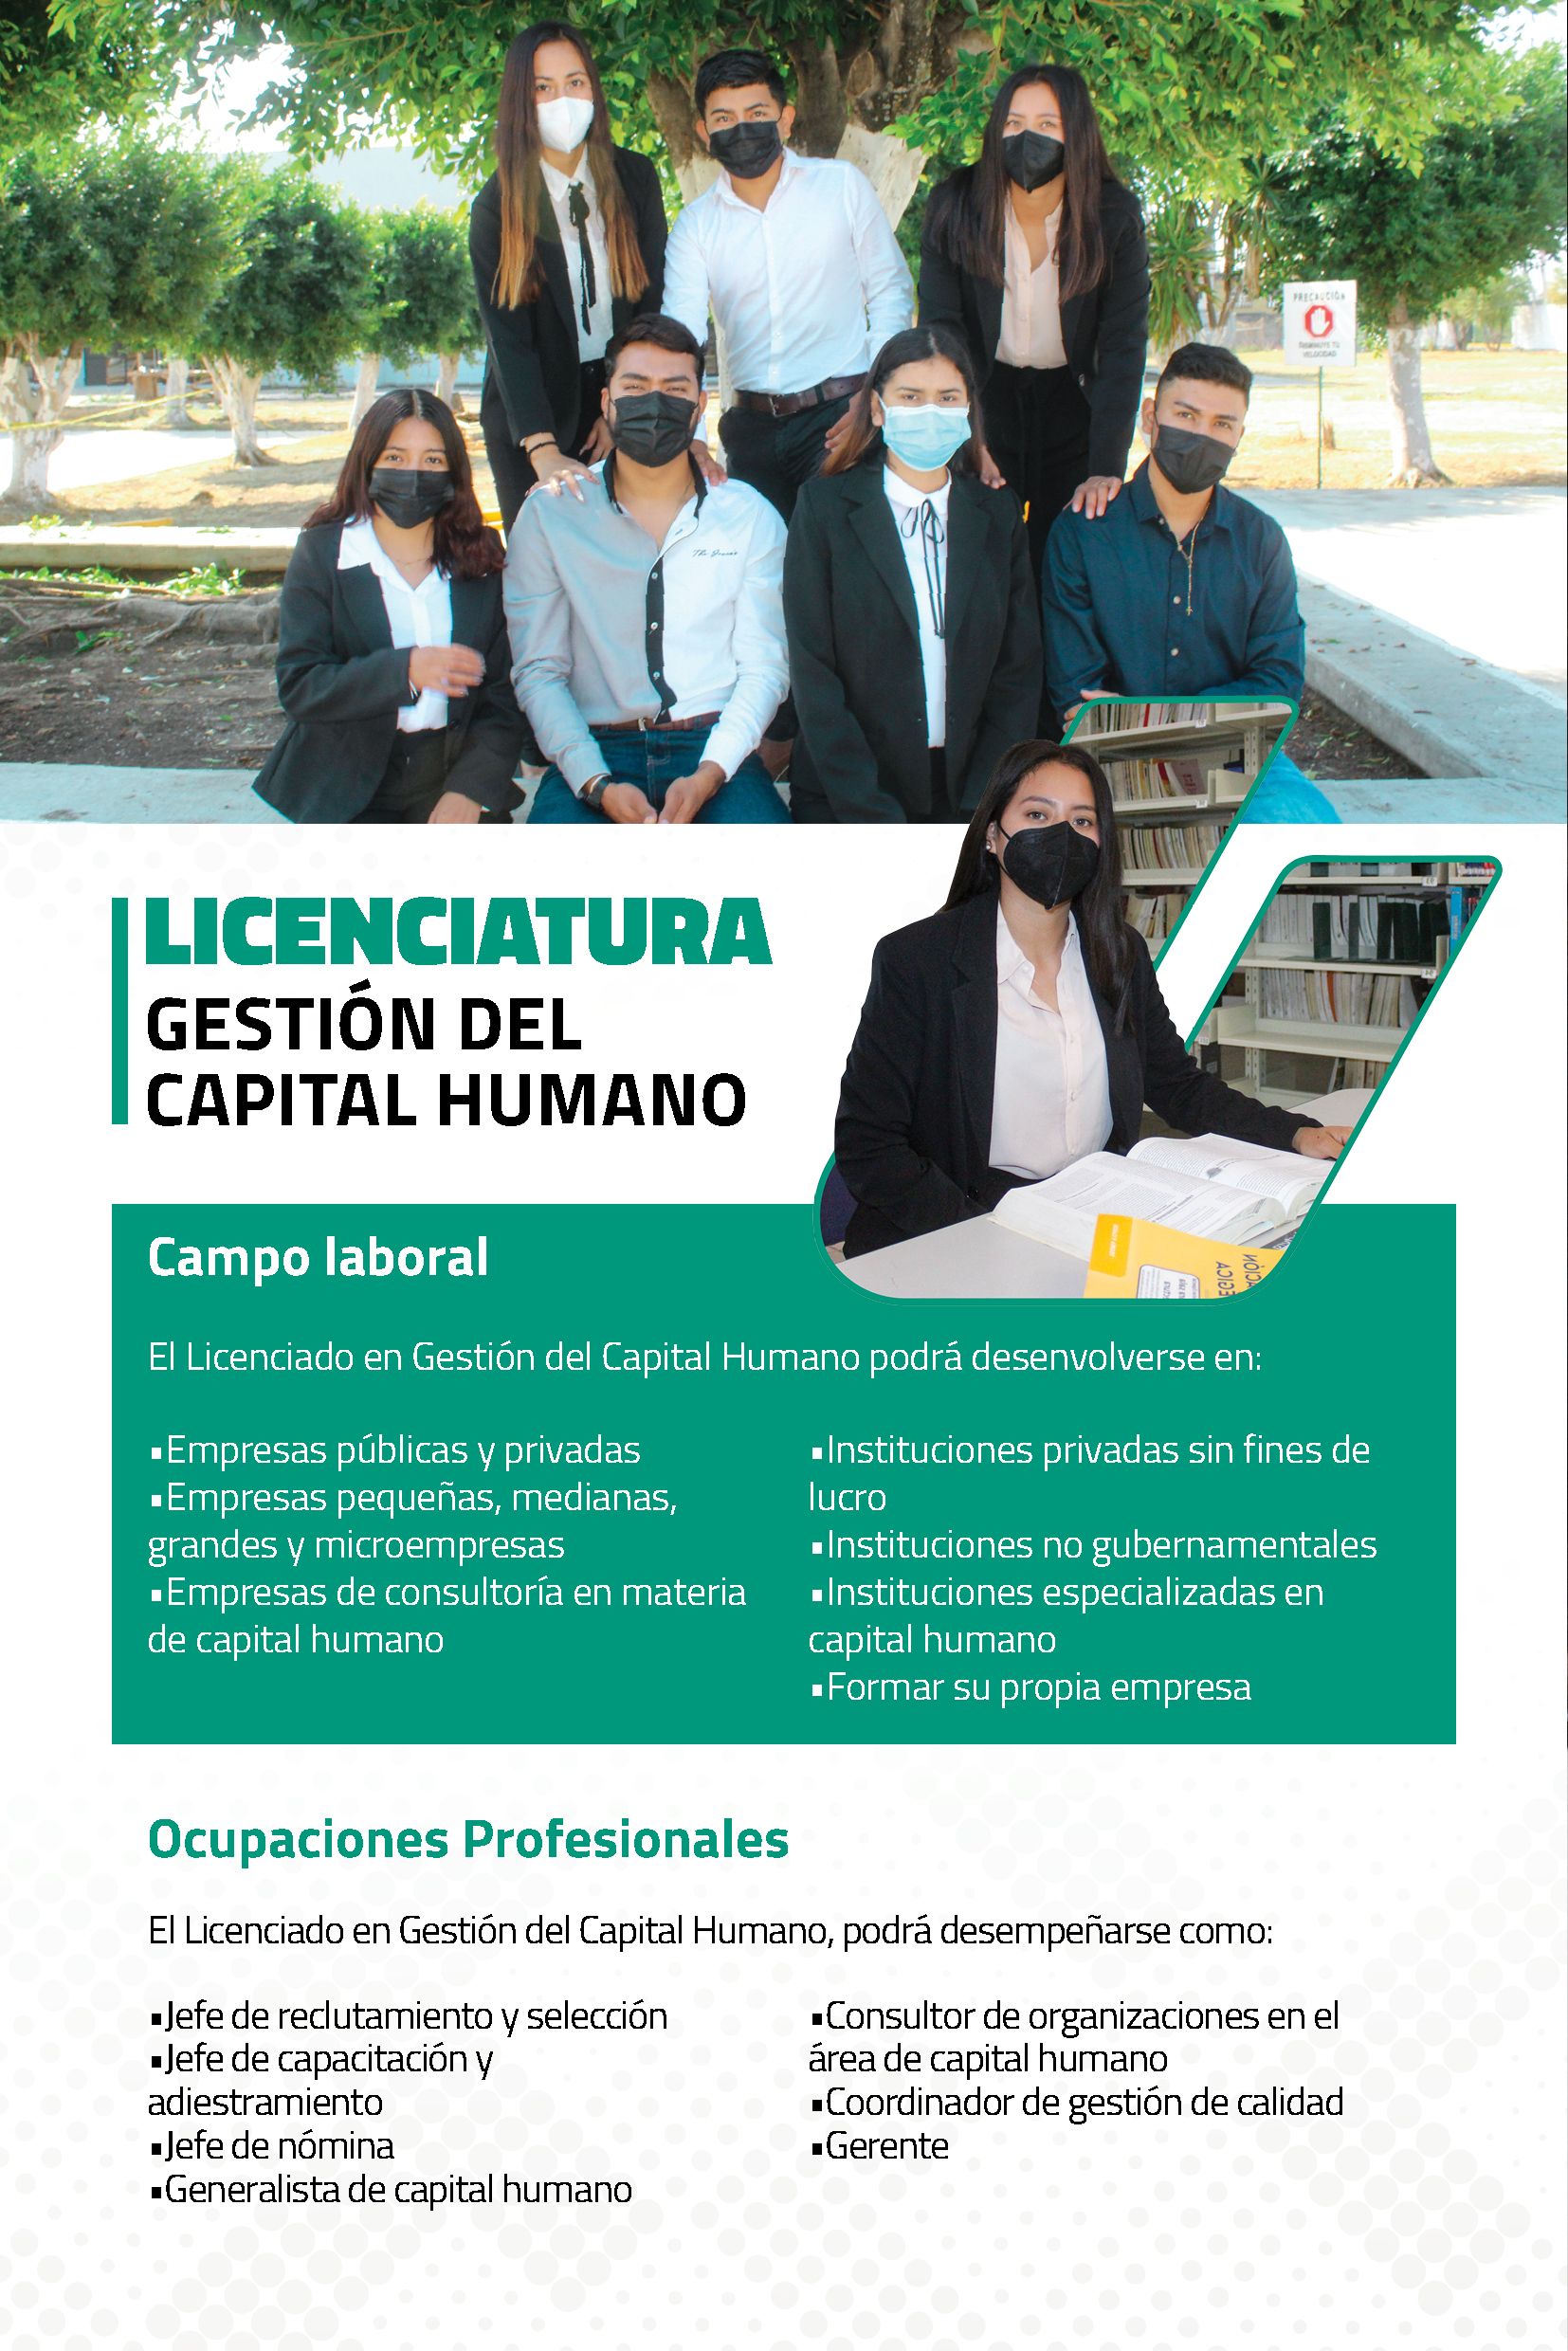 PRECAUCIÓN
DISMINUYE TU
VELOCIDAD
LICENCIATURA
GESTIÓN DEL
CAPITAL HUMANO
Campo laboral
El Licenciado en Gestión del Capital Humano podrá desenvolverse en:
▪Empresas públicas y privadas
▪Empresas pequeñas, medianas,
grandes y microempresas
▪Empresas de consultoría en materia
de capital humano
▪Instituciones privadas sin fines de
lucro
▪Instituciones no gubernamentales
▪Instituciones especializadas en
capital humano
▪Formar su propia empresa
Ocupaciones Profesionales
El Licenciado en Gestión del Capital Humano, podrá desempeñarse como:
▪Jefe de reclutamiento y selección
▪Jefe de capacitación y
adiestramiento
▪Jefe de nómina
▪Generalista de capital humano
▪Consultor de organizaciones en el
área de capital humano
▪Coordinador de gestión de calidad
▪Gerente